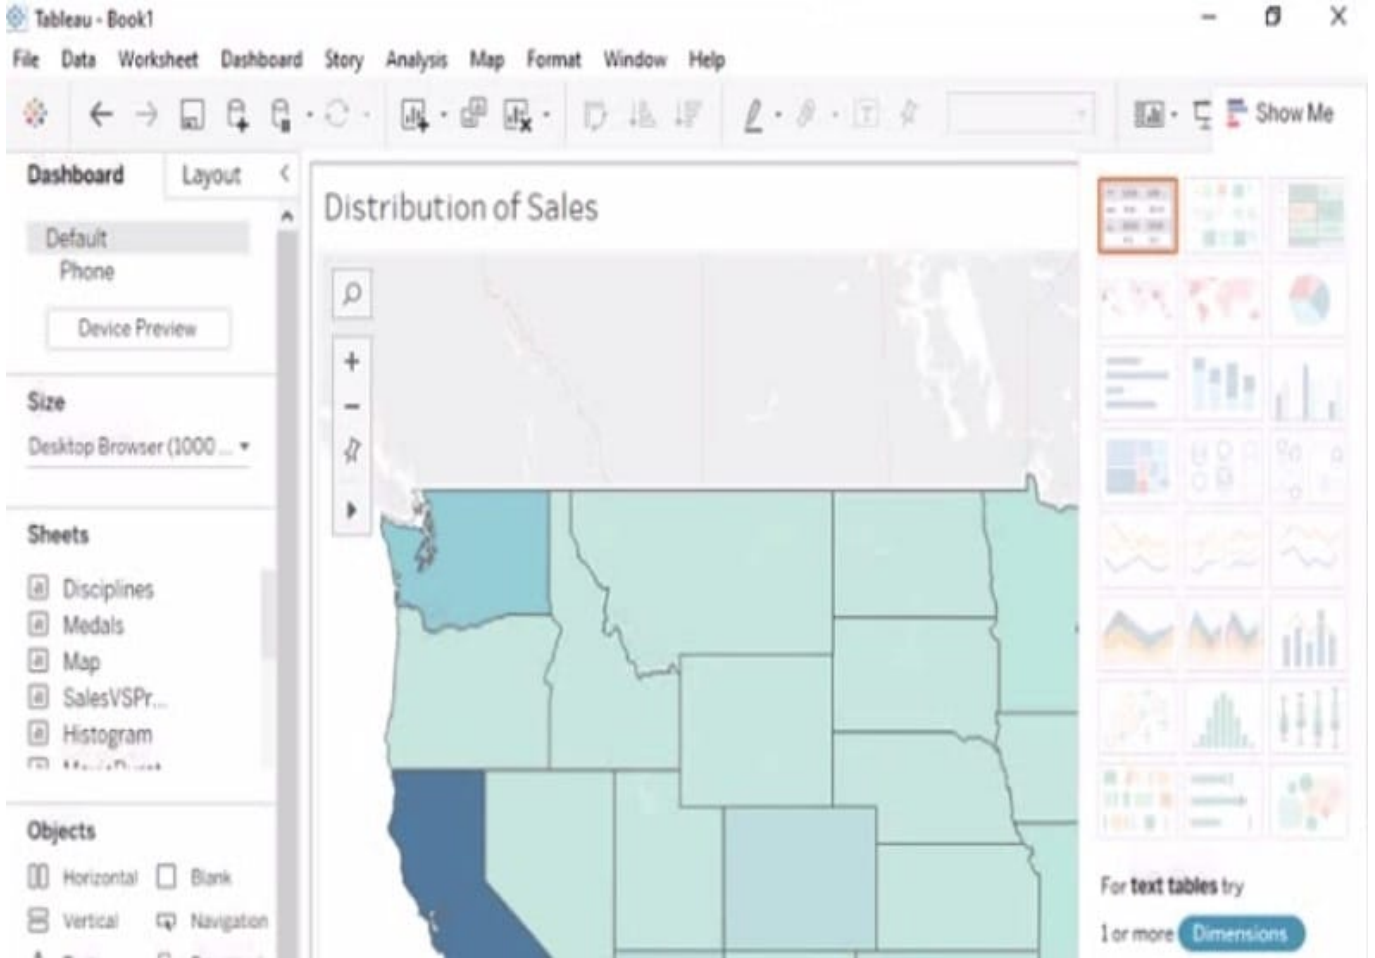 Tableau - Book1
File Data Worksheet Dashboard Story Analysis Map Format Window Help
Show Me
Dashboard Layout
Default
Phone
Device Preview
Size
Desktop Browser (1000 ...
Sheets
Disciplines
Medals
Map
SalesVSPr...
Histogram
Objects
Horizontal Blank
Vertical Navigation
Distribution of Sales
For text tables try
1 or more Dimensions